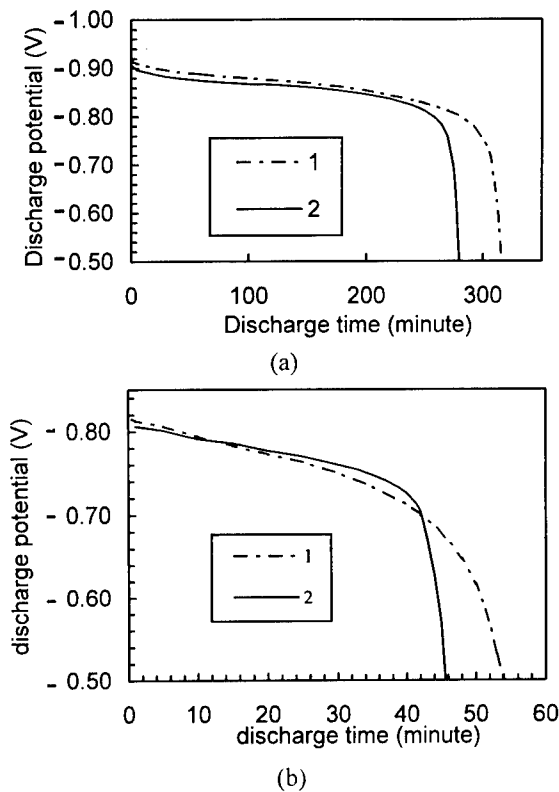 Discharge potential (V)
- 1.00
- 0.90
- 0.80
- 0.70
- 0.60
- 0.50
1
2
0 100 200 300
Discharge time (minute)
(a)
discharge potential (V)
- 0.80
- 0.70
- 0.60
- 0.50
1
2
0 10 20 30 40 50 60
discharge time (minute)
(b)